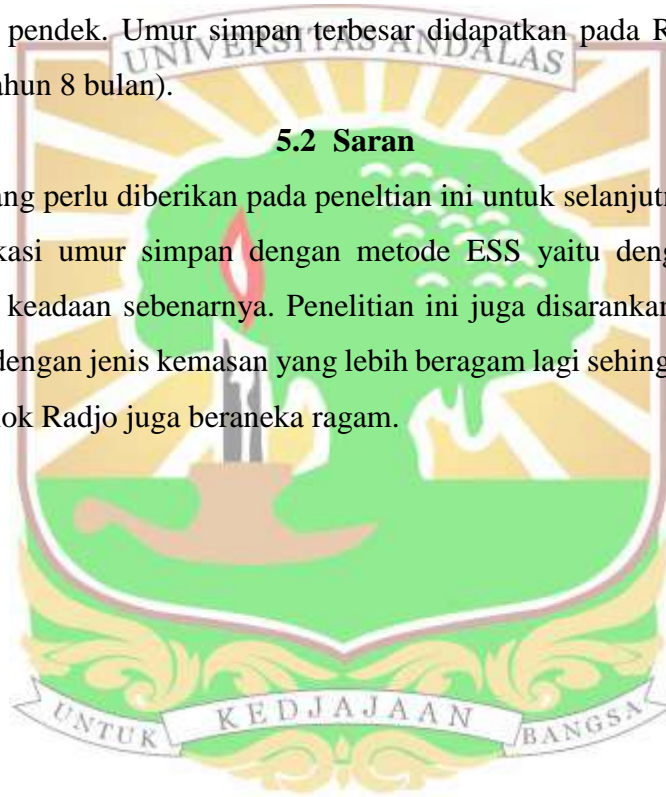 pendek. Umur simpan terbesar didapatkan pada R
UNIVERSITAS ANDALAS
ahun 8 bulan).
5.2 Saran
ang perlu diberikan pada peneltian ini untuk selanjutn
kasi umur simpan dengan metode ESS yaitu deng
keadaan sebenarnya. Penelitian ini juga disarankan
dengan jenis kemasan yang lebih beragam lagi sehing
ok Radjo juga beraneka ragam.
UNTUK KEDJAJAAN BANGSA